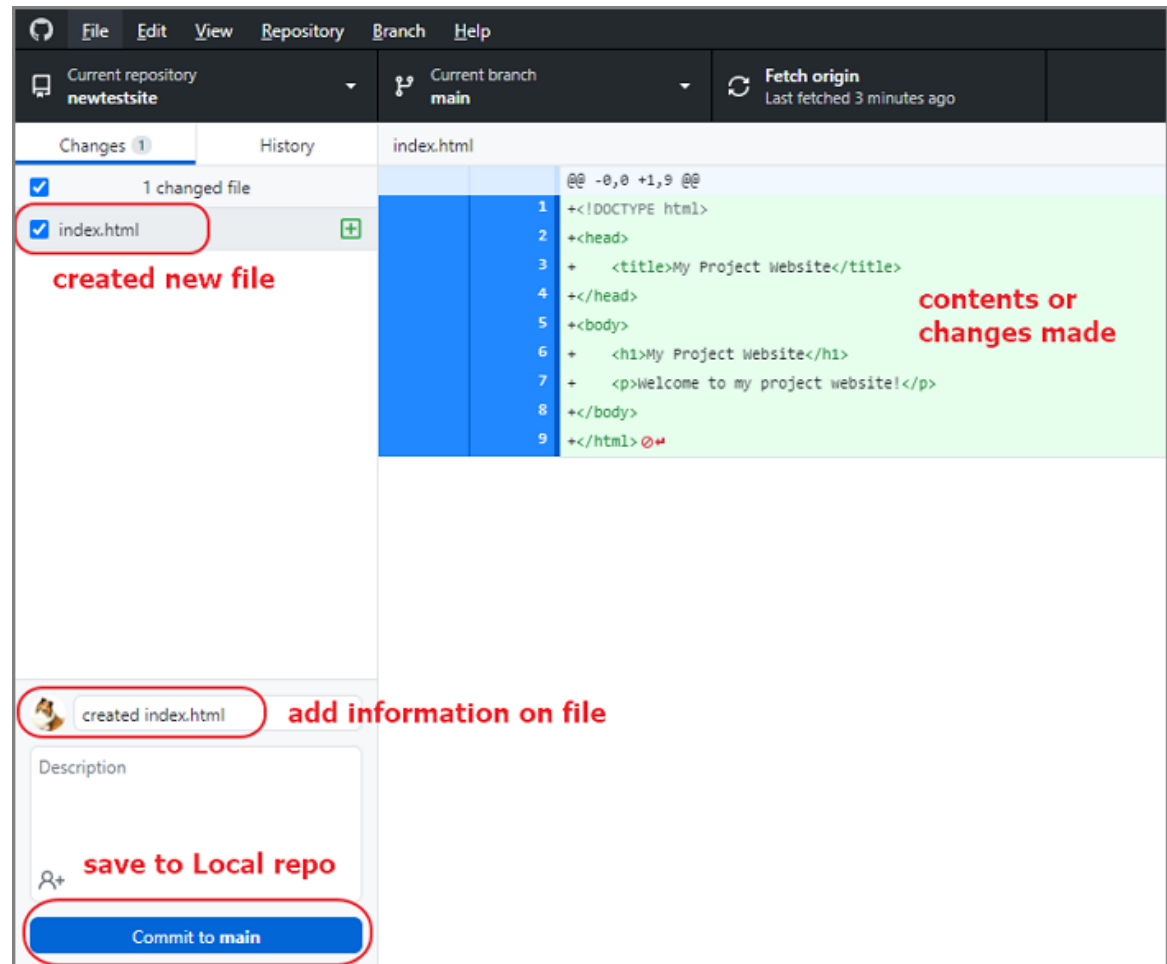 File Edit View Repository Branch Help
Current repository
newtestsite
Current branch
main
Fetch origin
Last fetched 3 minutes ago
Changes 1 History
index.html
1 changed file
index.html
created new file
@@ -0,0 +1,9 @@
1 +<!DOCTYPE html>
2 +<head>
3 +    <title>My Project Website</title>
4 +</head>
5 +<body>
6 +    <h1>My Project Website</h1>
7 +    <p>Welcome to my project website!</p>
8 +</body>
9 +</html>
contents or
changes made
created index.html
add information on file
Description
save to Local repo
Commit to main